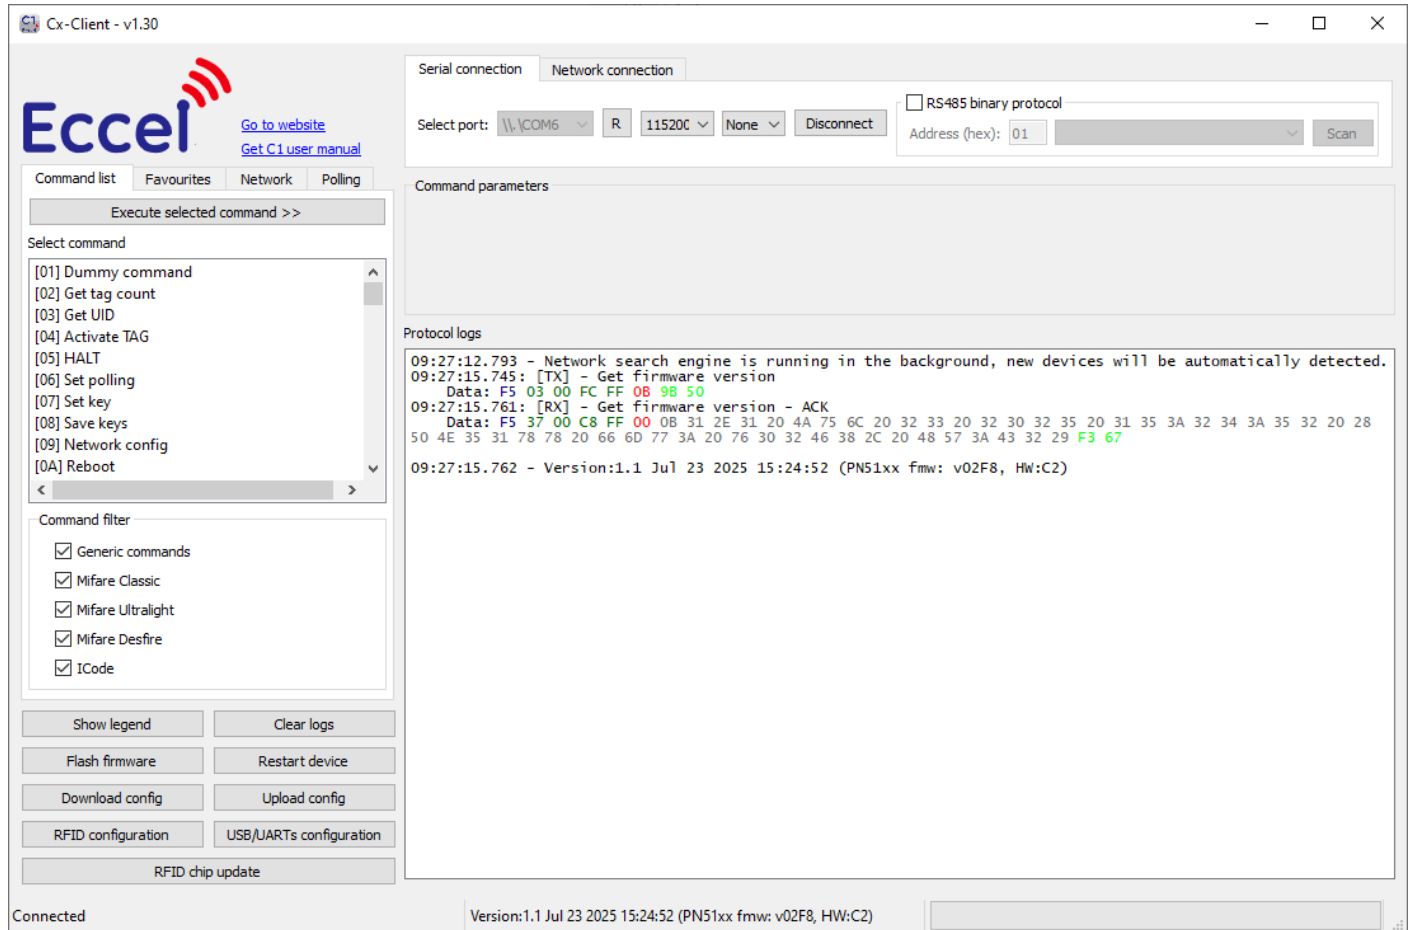 Cx-Client - v1.30
Eccel
Go to website
Get C1 user manual
Serial connection
Network connection
Select port:
\\.\COM6
R
115200
None
Disconnect
RS485 binary protocol
Address (hex):
01
Scan
Command list
Favourites
Network
Polling
Execute selected command >>
Select command
[01] Dummy command
[02] Get tag count
[03] Get UID
[04] Activate TAG
[05] HALT
[06] Set polling
[07] Set key
[08] Save keys
[09] Network config
[0A] Reboot
Command filter
Generic commands
Mifare Classic
Mifare Ultralight
Mifare Desfire
ICode
Show legend
Clear logs
Flash firmware
Restart device
Download config
Upload config
RFID configuration
USB/UARTs configuration
RFID chip update
Command parameters
Protocol logs
09:27:12.793 - Network search engine is running in the background, new devices will be automatically detected.
09:27:15.745: [TX] - Get firmware version
Data: F5 03 00 FC FF 0B 9B 50
09:27:15.761: [RX] - Get firmware version - ACK
Data: F5 37 00 C8 FF 00 0B 31 2E 31 20 4A 75 6C 20 32 33 20 32 30 32 35 20 31 35 3A 32 34 3A 35 32 20 28
50 4E 35 31 78 78 20 66 6D 77 3A 20 76 30 32 46 38 2C 20 48 57 3A 43 32 29 F3 67
09:27:15.762 - Version:1.1 Jul 23 2025 15:24:52 (PN51xx fmw: v02F8, HW:C2)
Connected
Version:1.1 Jul 23 2025 15:24:52 (PN51xx fmw: v02F8, HW:C2)